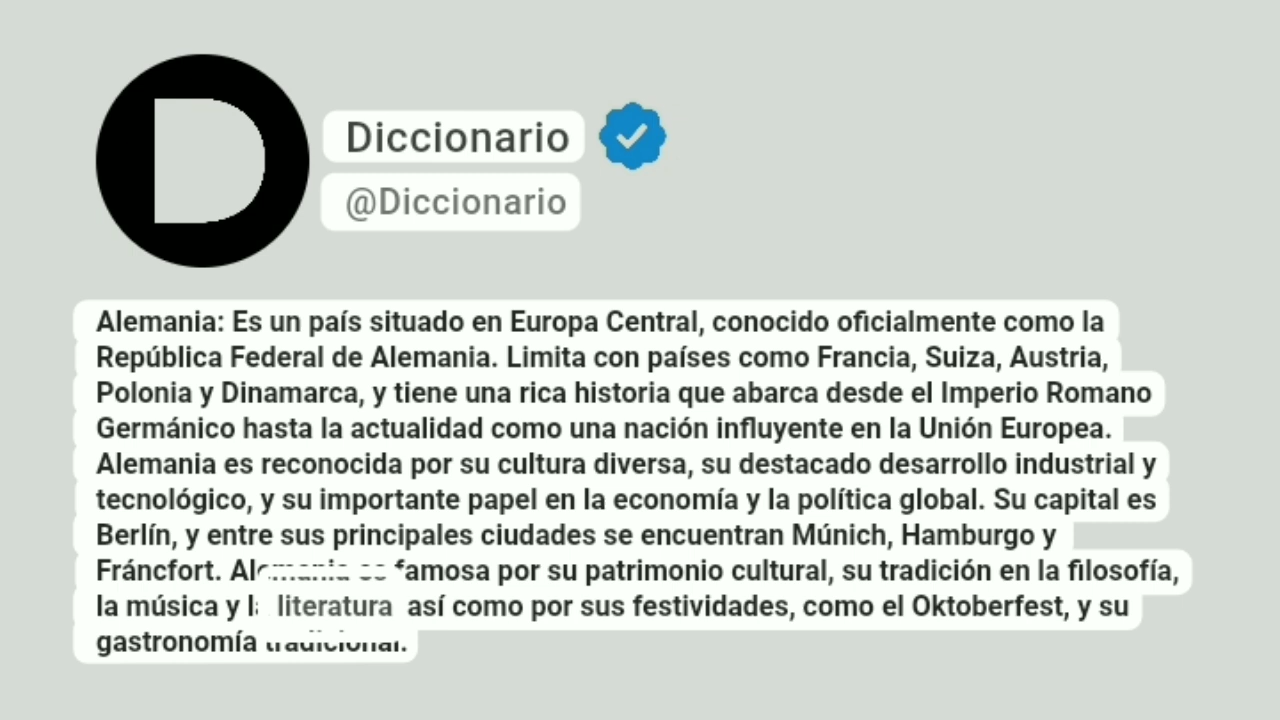 Diccionario
@Diccionario
Alemania: Es un país situado en Europa Central, conocido oficialmente como la
República Federal de Alemania. Limita con países como Francia, Suiza, Austria,
Polonia y Dinamarca, y tiene una rica historia que abarca desde el Imperio Romano
Germánico hasta la actualidad como una nación influyente en la Unión Europea.
Alemania es reconocida por su cultura diversa, su destacado desarrollo industrial y
tecnológico, y su importante papel en la economía y la política global. Su capital es
Berlín, y entre sus principales ciudades se encuentran Múnich, Hamburgo y
Fráncfort. Alemania es famosa por su patrimonio cultural, su tradición en la filosofía,
la música y la literatura así como por sus festividades, como el Oktoberfest, y su
gastronomía tradicional.